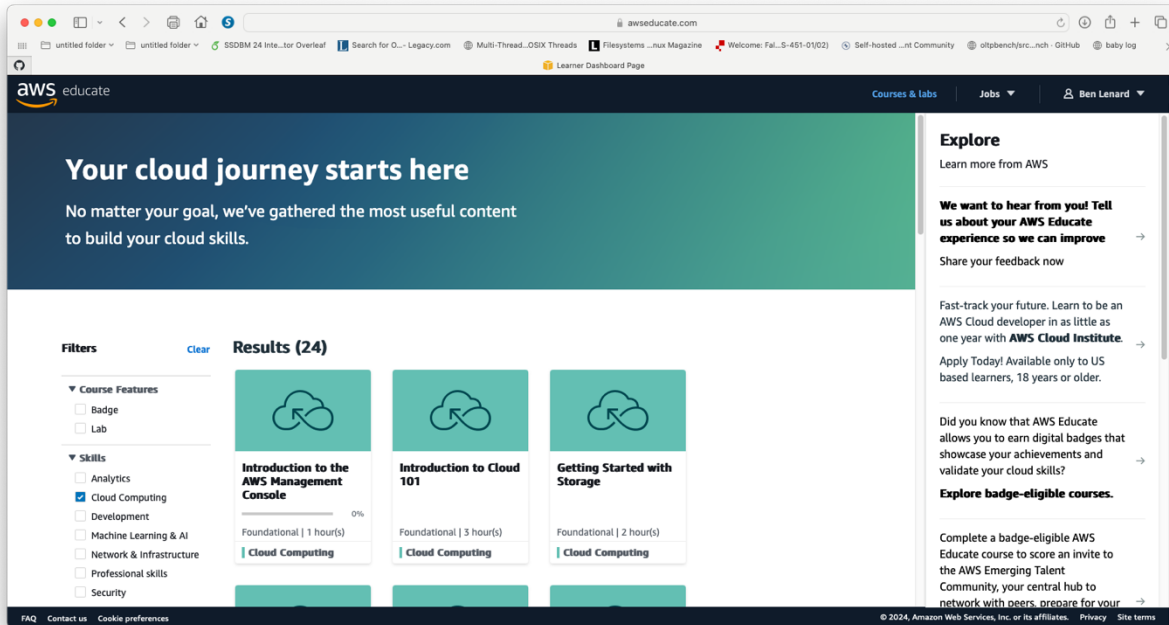 awseducate.com
untitled folder
untitled folder
SSDBM 24 Inte...tor Overleaf
Search for O...- Legacy.com
Multi-Thread...OSIX Threads
Filesystems ...nux Magazine
Welcome: Fal...S-451-01/02)
Self-hosted ...nt Community
oltpbench/src...nch · GitHub
baby log
Learner Dashboard Page
aws educate
Courses & labs
Jobs
Ben Lenard
Your cloud journey starts here
No matter your goal, we've gathered the most useful content
to build your cloud skills.
Filters
Clear
Course Features
Badge
Lab
Skills
Analytics
Cloud Computing
Development
Machine Learning & AI
Network & Infrastructure
Professional skills
Security
Results (24)
Introduction to the
AWS Management
Console
0%
Foundational | 1 hour(s)
Cloud Computing
Introduction to Cloud
101
Foundational | 3 hour(s)
Cloud Computing
Getting Started with
Storage
Foundational | 2 hour(s)
Cloud Computing
Explore
Learn more from AWS
We want to hear from you! Tell
us about your AWS Educate
experience so we can improve
Share your feedback now
Fast-track your future. Learn to be an
AWS Cloud developer in as little as
one year with AWS Cloud Institute.
Apply Today! Available only to US
based learners, 18 years or older.
Did you know that AWS Educate
allows you to earn digital badges that
showcase your achievements and
validate your cloud skills?
Explore badge-eligible courses.
Complete a badge-eligible AWS
Educate course to score an invite to
the AWS Emerging Talent
Community, your central hub to
network with peers, prepare for your
FAQ
Contact us
Cookie preferences
© 2024, Amazon Web Services, Inc. or its affiliates.
Privacy
Site terms